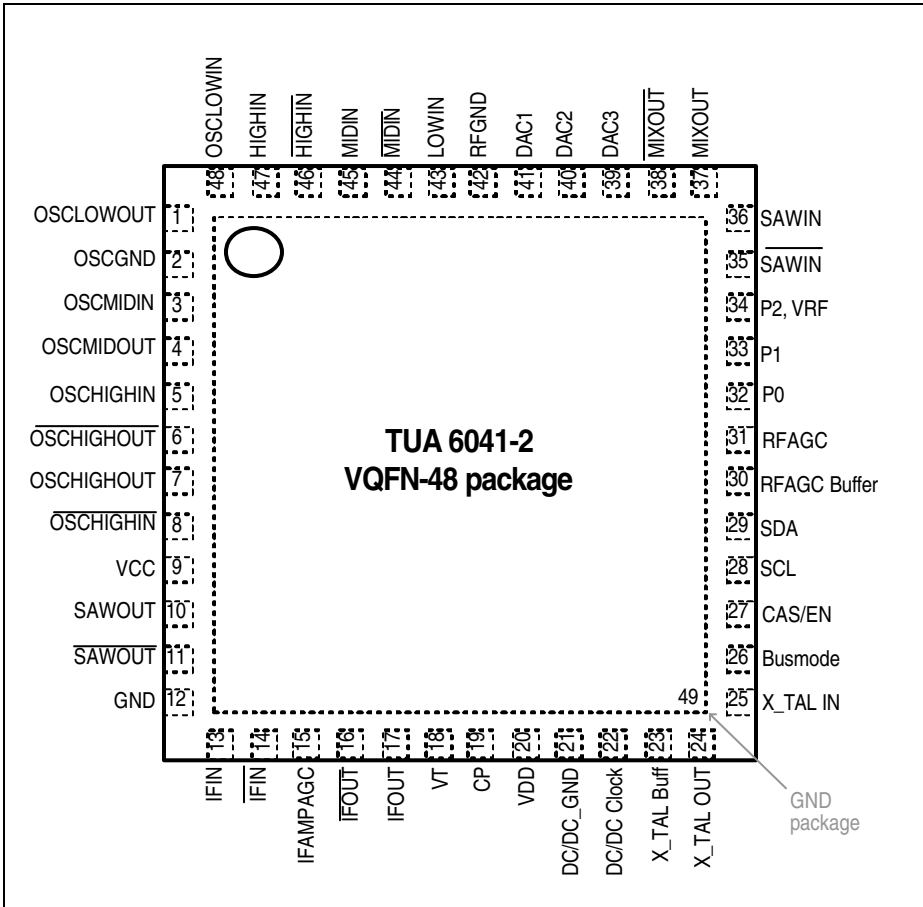 OSCLOWIN
HIGHIN
HIGHIN
MIDIN
MIDIN
LOWIN
RFGND
DAC1
DAC2
DAC3
MIXOUT
MIXOUT
48
47
46
45
44
43
42
41
40
39
38
37
OSCLOWOUT 1
OSCGND 2
OSCMIDIN 3
OSCMIDOUT 4
OSCHIGHIN 5
OSCHIGHOUT 6
OSCHIGHOUT 7
OSCHIGHIN 8
VCC 9
SAWOUT 10
SAWOUT 11
GND 12
TUA 6041-2
VQFN-48 package
36 SAWIN
35 SAWIN
34 P2, VRF
33 P1
32 P0
31 RFAGC
30 RFAGC Buffer
29 SDA
28 SCL
27 CAS/EN
26 Busmode
25 X_TAL IN
49
13
14
15
16
17
18
19
20
21
22
23
24
IFIN
IFIN
IFAMPAGC
IFOUT
IFOUT
VT
CP
VDD
DC/DC_GND
DC/DC Clock
X_TAL Buff
X_TAL OUT
GND
package